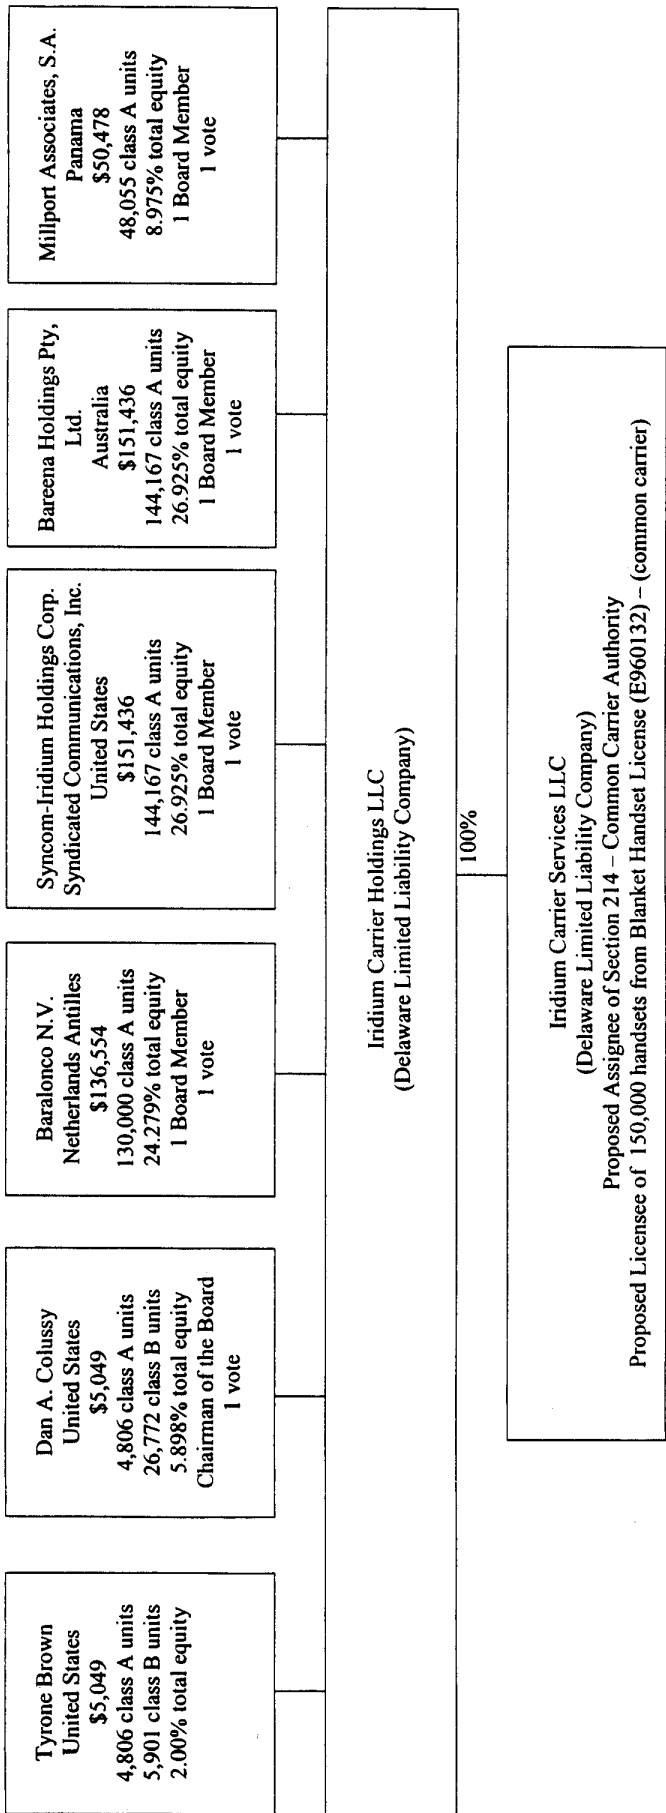 Tyrone Brown
United States
$5,049
4,806 class A units
5,901 class B units
2.00% total equity
Dan A. Colussy
United States
$5,049
4,806 class A units
26,772 class B units
5.898% total equity
Chairman of the Board
1 vote
Baralonco N.V.
Netherlands Antilles
$136,554
130,000 class A units
24.279% total equity
1 Board Member
1 vote
Syncom-Iridium Holdings Corp.
Syndicated Communications, Inc.
United States
$151,436
144,167 class A units
26.925% total equity
1 Board Member
1 vote
Bareena Holdings Pty,
Ltd.
Australia
$151,436
144,167 class A units
26.925% total equity
1 Board Member
1 vote
Millport Associates, S.A.
Panama
$50,478
48,055 class A units
8.975% total equity
1 Board Member
1 vote
Iridium Carrier Holdings LLC
(Delaware Limited Liability Company)
100%
Iridium Carrier Services LLC
(Delaware Limited Liability Company)
Proposed Assignee of Section 214 – Common Carrier Authority
Proposed Licensee of 150,000 handsets from Blanket Handset License (E960132) – (common carrier)